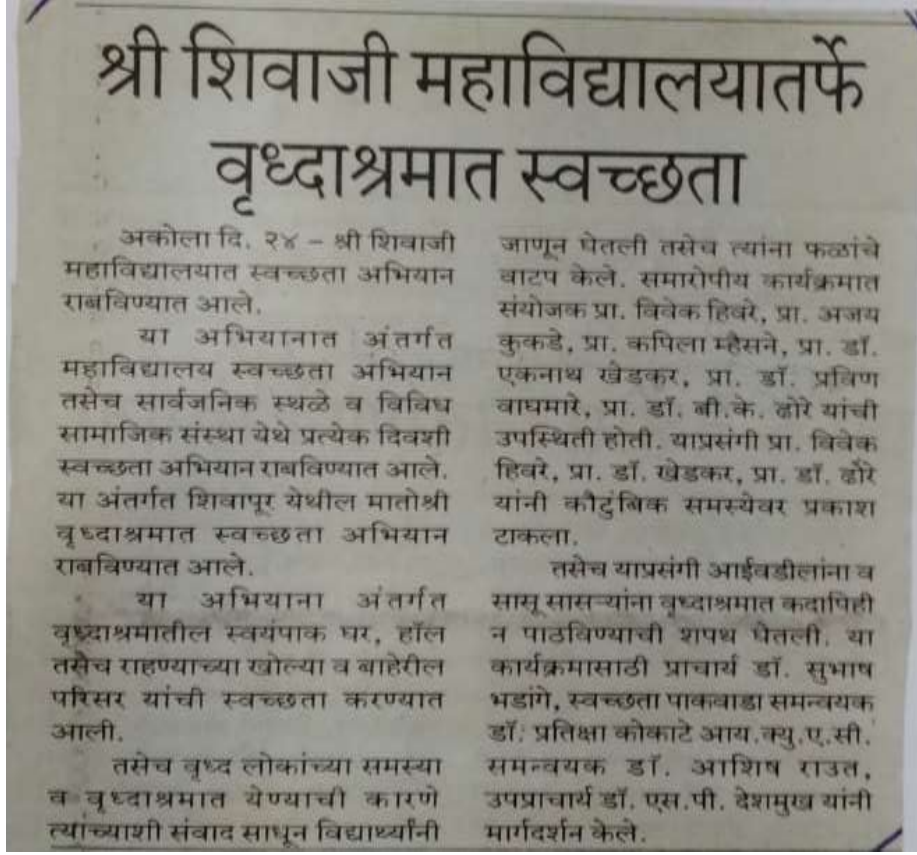 श्री शिवाजी महाविद्यालयातर्फे
वृध्दाश्रमात स्वच्छता
अकोला दि. २४ – श्री शिवाजी
महाविद्यालयात स्वच्छता अभियान
राबविण्यात आले.
या अभियानात अंतर्गत
महाविद्यालय स्वच्छता अभियान
तसेच सार्वजनिक स्थळे व विविध
सामाजिक संस्था येथे प्रत्येक दिवशी
स्वच्छता अभियान राबविण्यात आले.
या अंतर्गत शिवापूर येथील मातोश्री
वृध्दाश्रमात स्वच्छता अभियान
राबविण्यात आले.
या अभियाना अंतर्गत
वृध्दाश्रमातील स्वयंपाक घर, हॉल
तसेच राहण्याच्या खोल्या व बाहेरील
परिसर यांची स्वच्छता करण्यात
आली.
तसेच वृध्द लोकांच्या समस्या
व वृध्दाश्रमात येण्याची कारणे
त्यांच्याशी संवाद साधून विद्यार्थ्यांनी
जाणून घेतली तसेच त्यांना फळांचे
वाटप केले. समारोपीय कार्यक्रमात
संयोजक प्रा. विवेक हिवरे, प्रा. अजय
कुकडे, प्रा. कपिला म्हैसने, प्रा. डॉ.
एकनाथ खेडकर, प्रा. डॉ. प्रविण
वाघमारे, प्रा. डॉ. बी.के. ढोरे यांची
उपस्थिती होती. याप्रसंगी प्रा. विवेक
हिवरे, प्रा. डॉ. खेडकर, प्रा. डॉ. ढोरे
यांनी कौटुंबिक समस्येवर प्रकाश
टाकला.
तसेच याप्रसंगी आईवडीलांना व
सासू सासऱ्यांना वृध्दाश्रमात कदापिही
न पाठविण्याची शपथ घेतली. या
कार्यक्रमासाठी प्राचार्य डॉ. सुभाष
भडांगे, स्वच्छता पाकवाडा समन्वयक
डॉ. प्रतिक्षा कोकाटे आय.क्यु.ए.सी.
समन्वयक डॉ. आशिष राउत,
उपप्राचार्य डॉ. एस.पी. देशमुख यांनी
मार्गदर्शन केले.